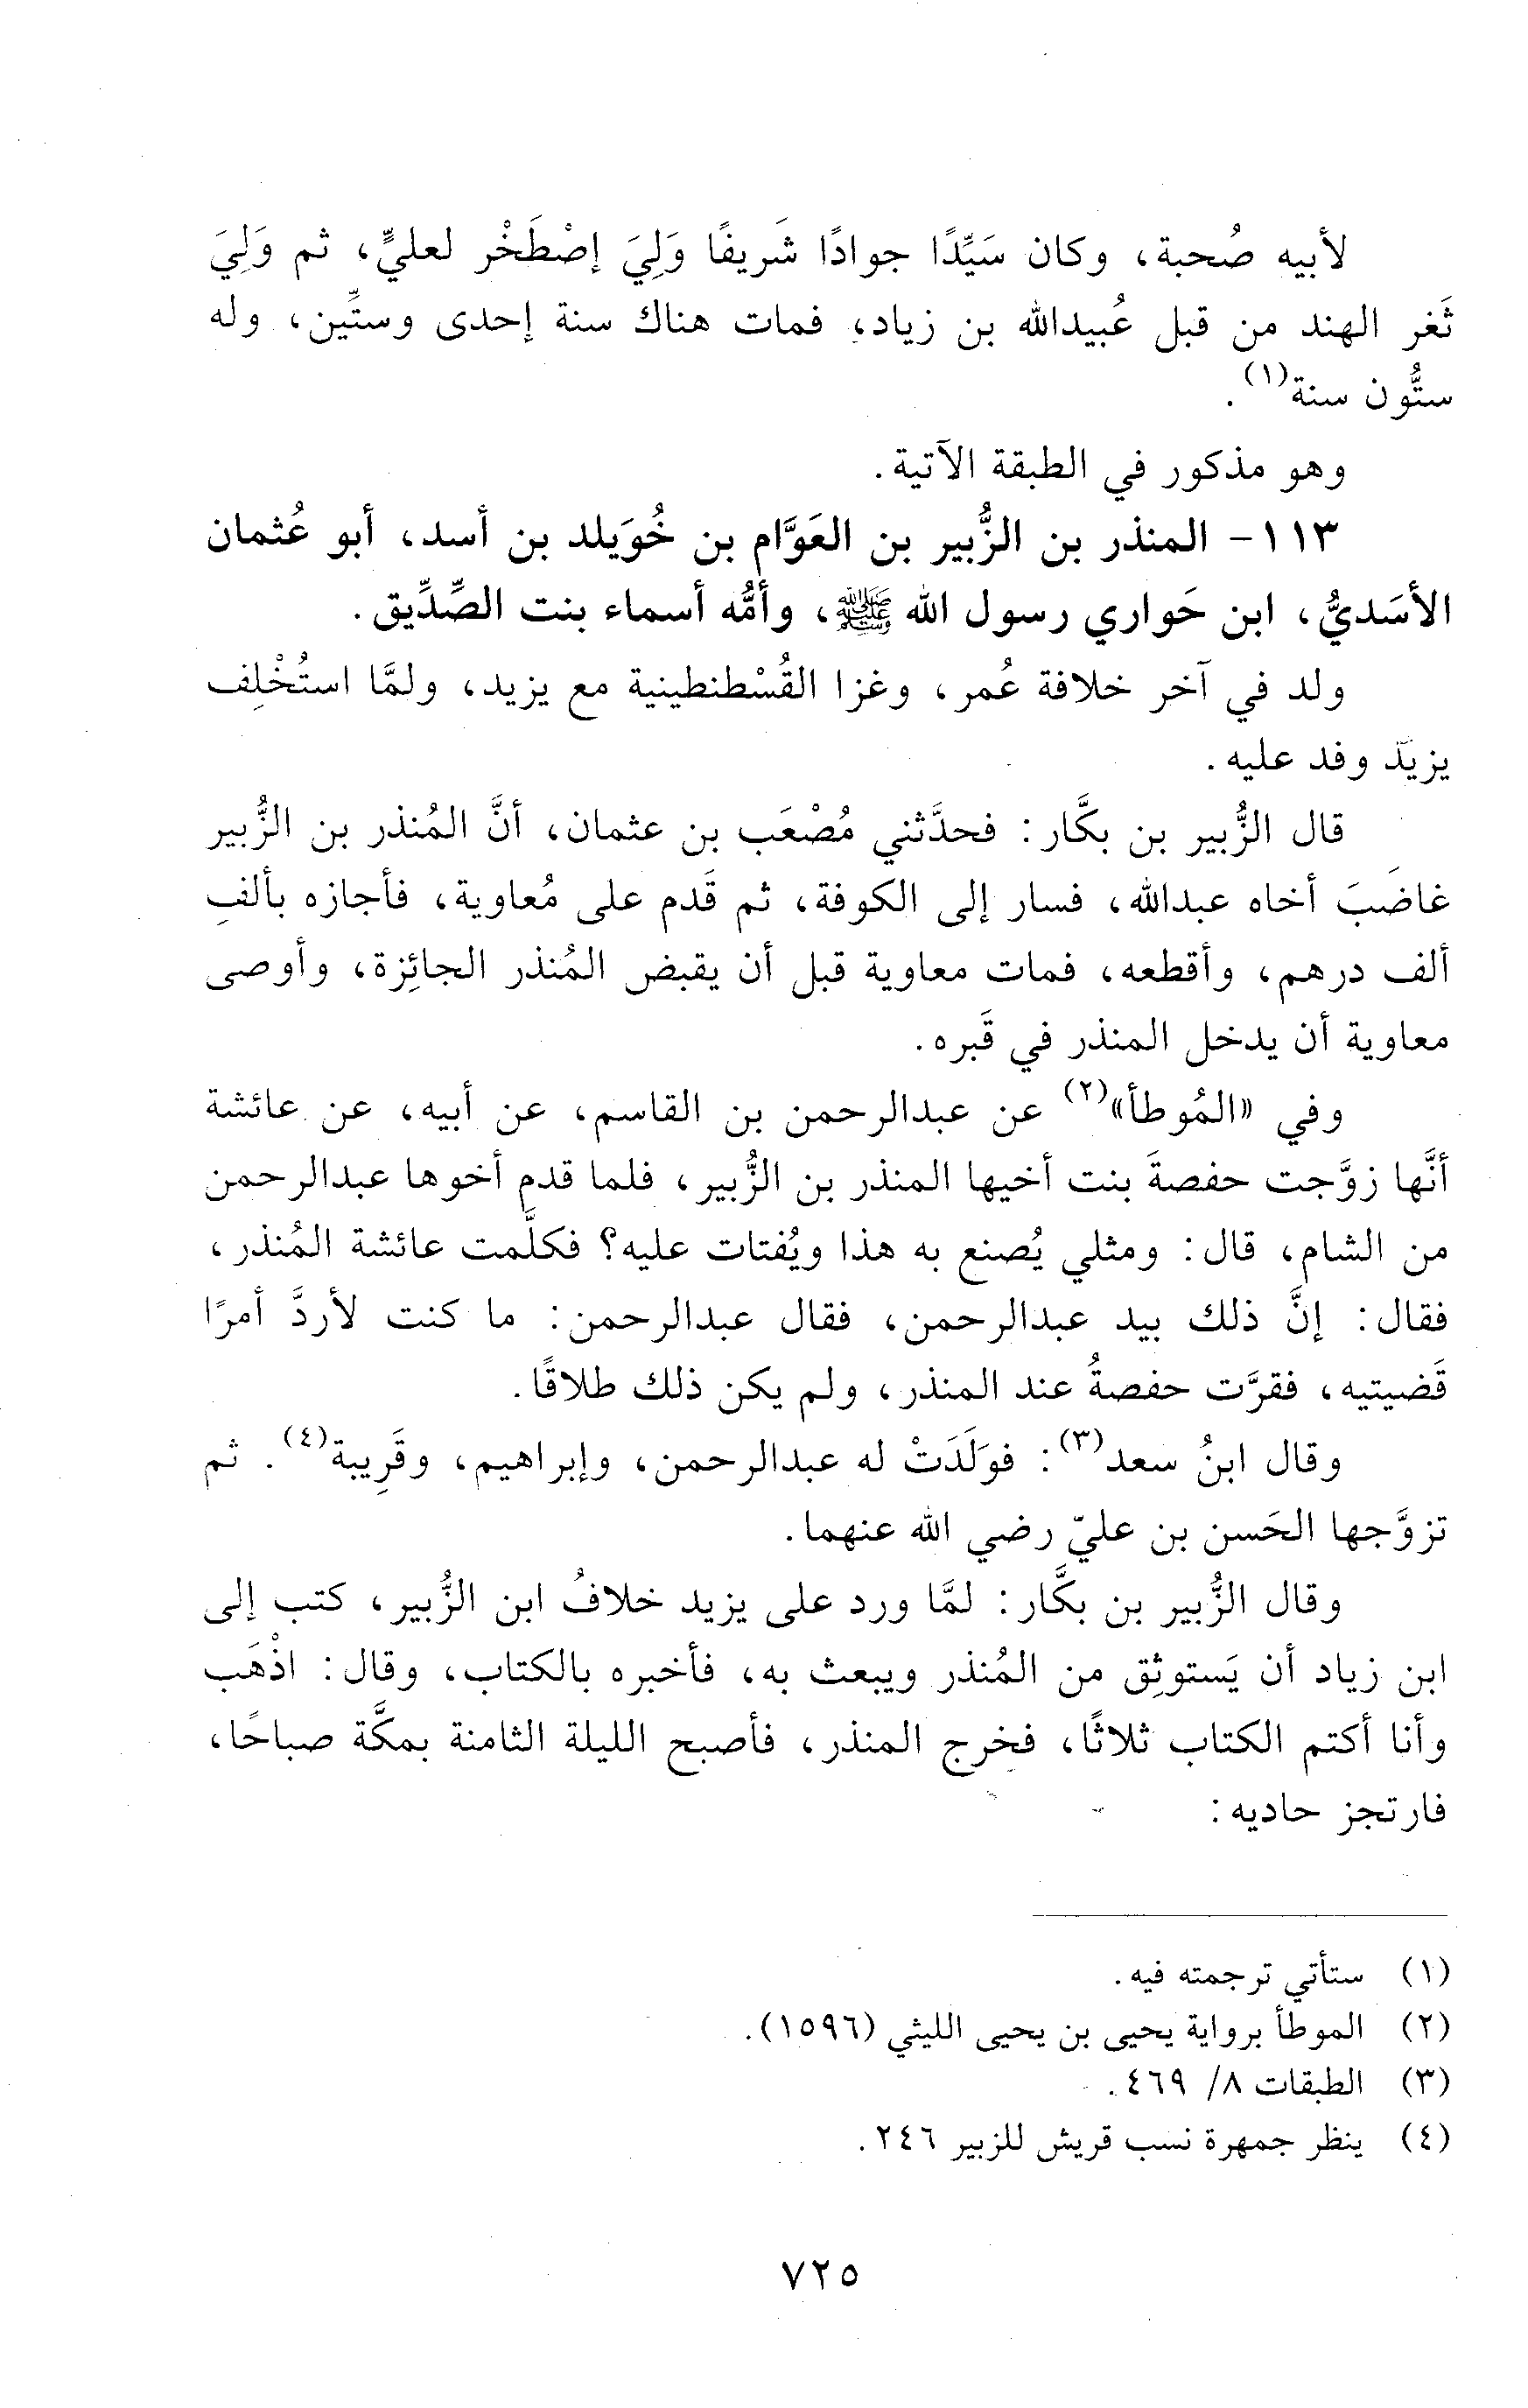 لأبيه صُحبة، وكان سَيِّدًا جوادًا شَريفًا وَلِيَ إصْطَخْر لعليٍّ، ثم وَلِيَ
ثَغر الهند من قبل عُبيدالله بن زياد، فمات هناك سنة إحدى وستِّين، وله
ستُّون سنة(١).
وهو مذكور في الطبقة الآتية.
١١٣- المنذر بن الزُّبير بن العَوَّام بن خُوَيلد بن أسد، أبو عُثمان
الأسَديُّ، ابن حَواري رسول الله ﷺ، وأمُّه أسماء بنت الصِّدِّيق.
ولد في آخر خلافة عُمر، وغزا القُسْطنطينية مع يزيد، ولمَّا استُخْلِف
يزيد وفد عليه.
قال الزُّبير بن بكَّار: فحدَّثني مُصْعَب بن عثمان، أنَّ المُنذر بن الزُّبير
غاضَبَ أخاه عبدالله، فسار إلى الكوفة، ثم قَدم على مُعاوية، فأجازه بألفِ
ألف درهم، وأقطعه، فمات معاوية قبل أن يقبض المُنذر الجائِزة، وأوصى
معاوية أن يدخل المنذر في قَبره.
وفي «المُوطأ»(٢) عن عبدالرحمن بن القاسم، عن أبيه، عن عائشة
أنَّها زوَّجت حفصةَ بنت أخيها المنذر بن الزُّبير، فلما قدم أخوها عبدالرحمن
من الشام، قال: ومثلي يُصنع به هذا ويُفتات عليه؟ فكلَّمت عائشة المُنذر،
فقال: إنَّ ذلك بيد عبدالرحمن، فقال عبدالرحمن: ما كنت لأردَّ أمرًا
قَضيتيه، فقرَّت حفصةُ عند المنذر، ولم يكن ذلك طلاقًا.
وقال ابنُ سعد(٣): فوَلَدَتْ له عبدالرحمن، وإبراهيم، وقَرِيبة(٤). ثم
تزوَّجها الحَسن بن عليّ رضي الله عنهما.
وقال الزُّبير بن بكَّار: لمَّا ورد على يزيد خلافُ ابن الزُّبير، كتب إلى
ابن زياد أن يَستوثِق من المُنذر ويبعث به، فأخبره بالكتاب، وقال: اذْهَب
وأنا أكتم الكتاب ثلاثًا، فخرج المنذر، فأصبح الليلة الثامنة بمكَّة صباحًا،
فارتجز حاديه:
(١) ستأتي ترجمته فيه.
(٢) الموطأ برواية يحيى بن يحيى الليثي (١٥٩٦).
(٣) الطبقات ٨/ ٤٦٩.
(٤) ينظر جمهرة نسب قريش للزبير ٢٤٦.
٧٢٥